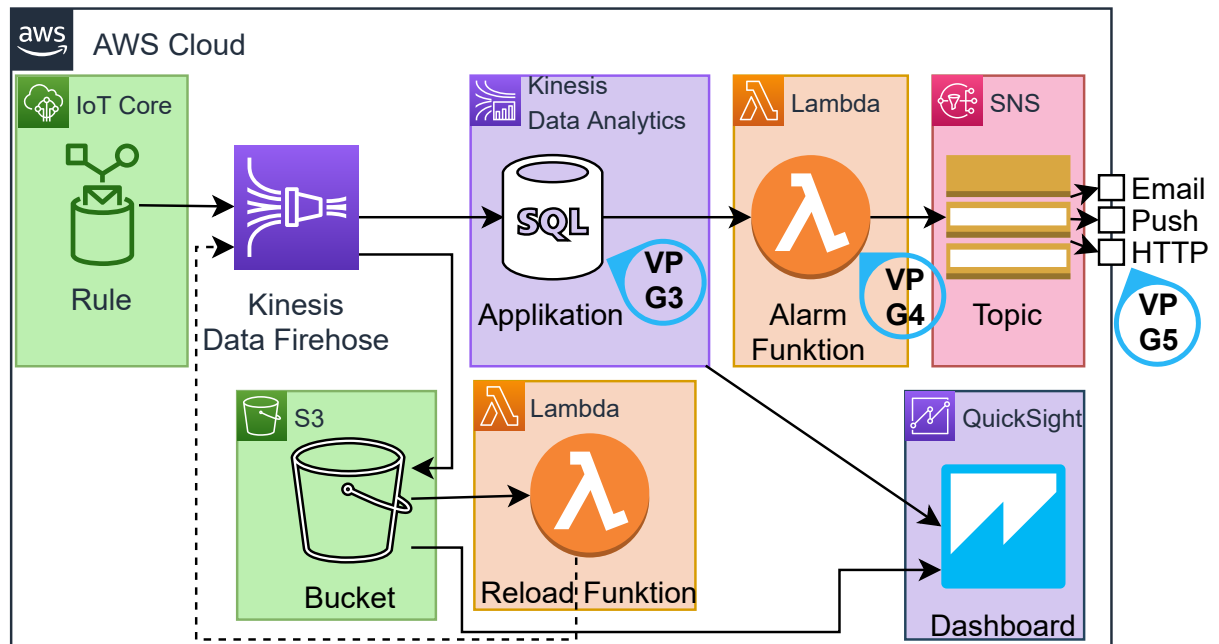 aws
AWS Cloud
IoT Core
Rule
Kinesis
Data Firehose
Kinesis
Data Analytics
SQL
Applikation
VP
G3
Lambda
Alarm
Funktion
VP
G4
SNS
Topic
Email
Push
HTTP
VP
G5
S3
Bucket
Lambda
Reload Funktion
QuickSight
Dashboard